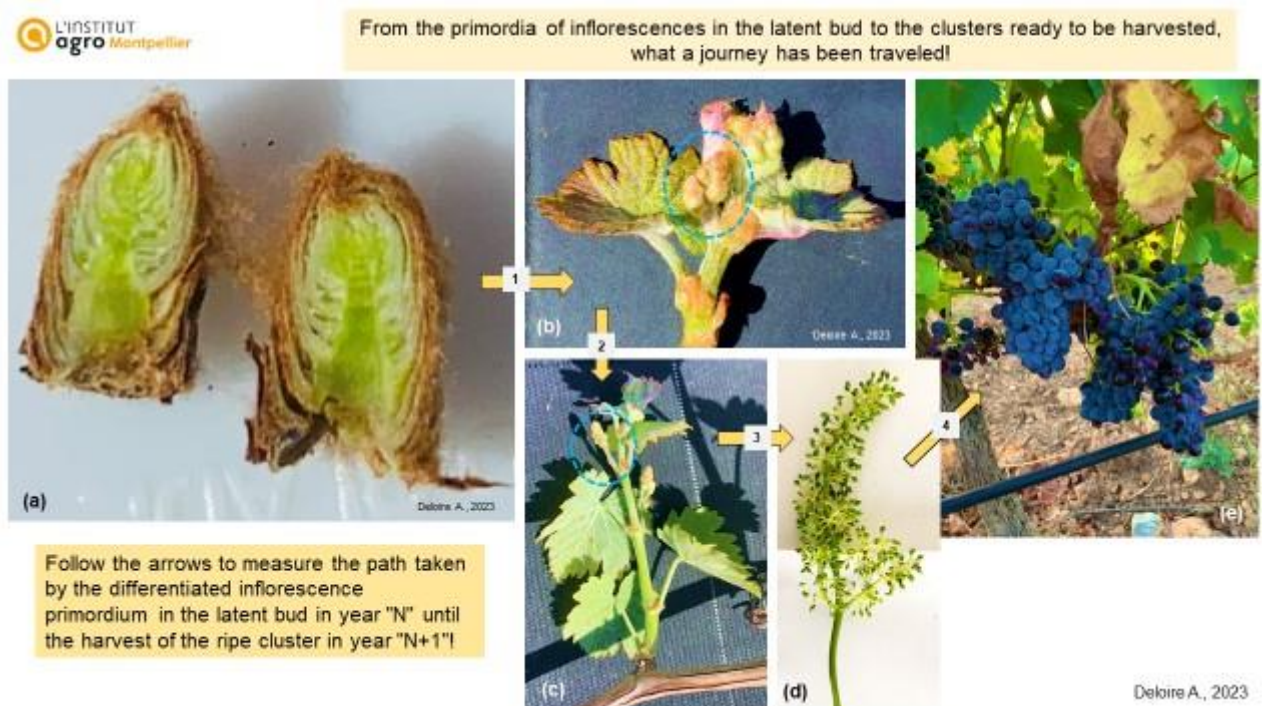 L'INSTITUT
agro Montpellier
From the primordia of inflorescences in the latent bud to the clusters ready to be harvested,
what a journey has been traveled!
(a)
Deloire A., 2023
1
(b)
Deloire A., 2023
2
(c)
3
(d)
4
(e)
Follow the arrows to measure the path taken
by the differentiated inflorescence
primordium in the latent bud in year "N" until
the harvest of the ripe cluster in year "N+1"!
Deloire A., 2023